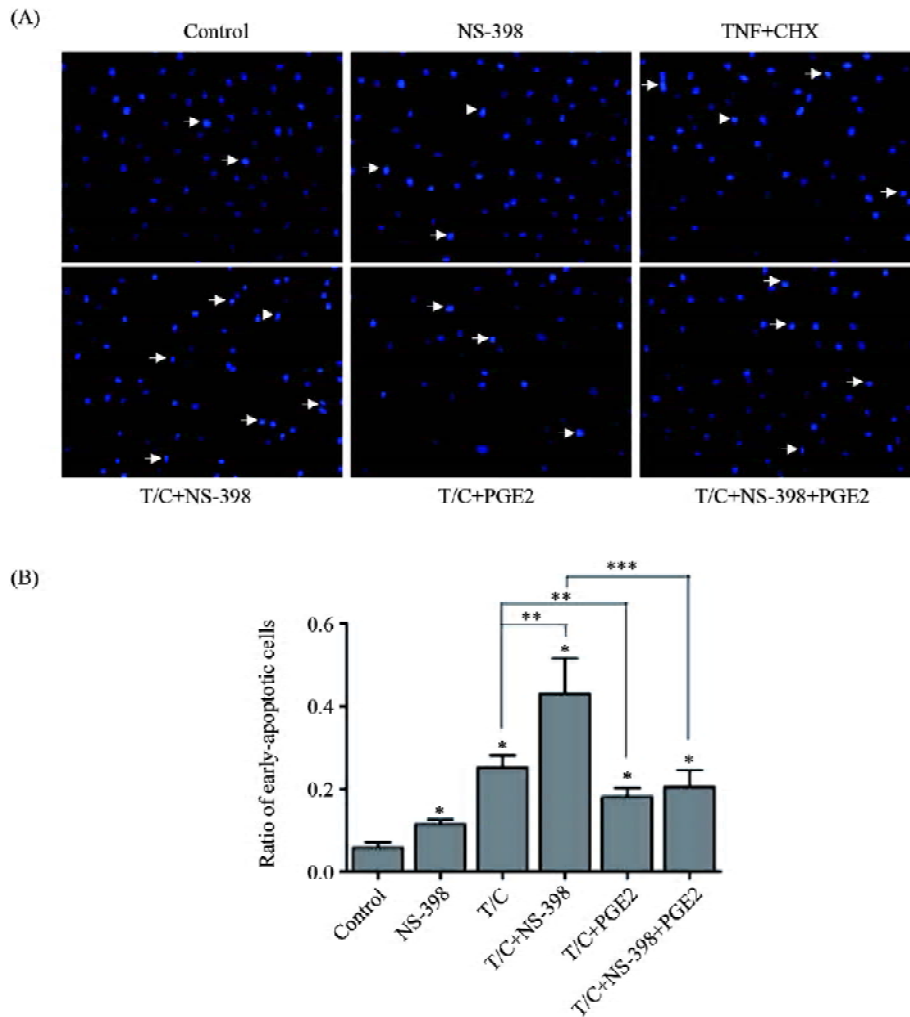 (A)
Control NS-398 TNF+CHX
T/C+NS-398 T/C+PGE2 T/C+NS-398+PGE2
(B)
***
**
**
0.6
*
0.4
*
*
*
0.2
*
0.0
Ratio of early-apoptotic cells
Control
NS-398
T/C
T/C+NS-398
T/C+PGE2
T/C+NS-398+PGE2